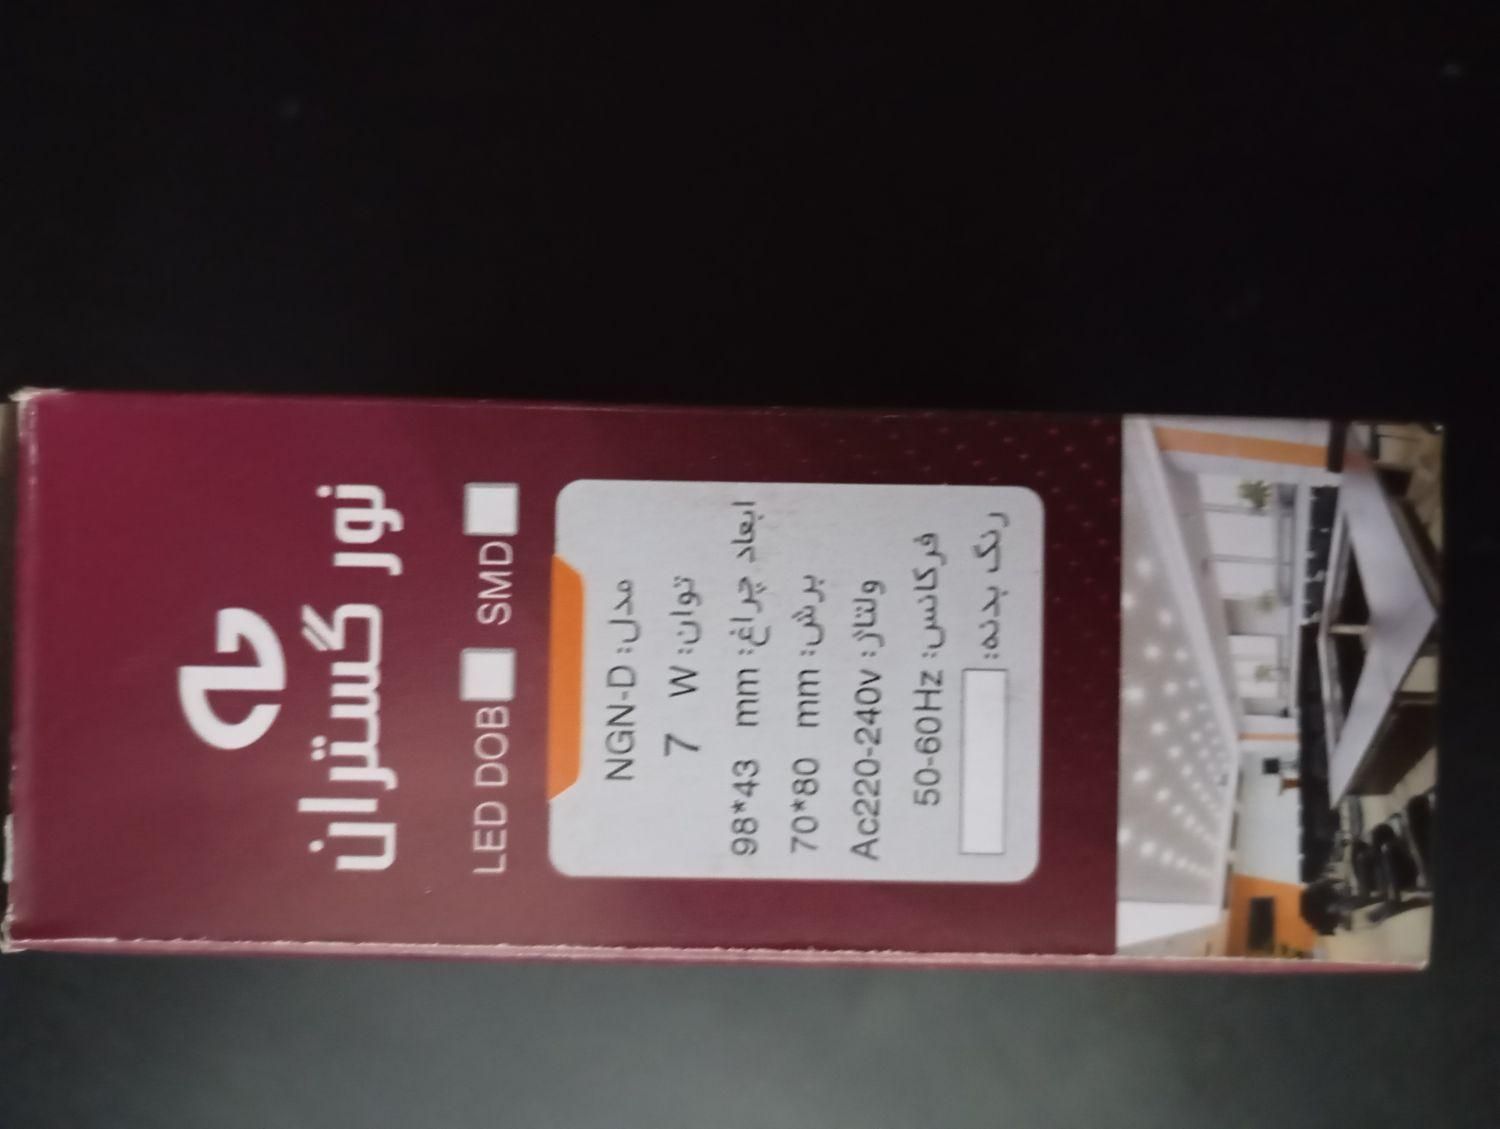 نور گستران
LED DOB SMD
مدل: NGN-D
توان: 7 W
ابعاد چراغ: 98*43 mm
برش: 70*80 mm
ولتاژ: Ac220-240v
فرکانس: 50-60Hz
رنگ بدنه: